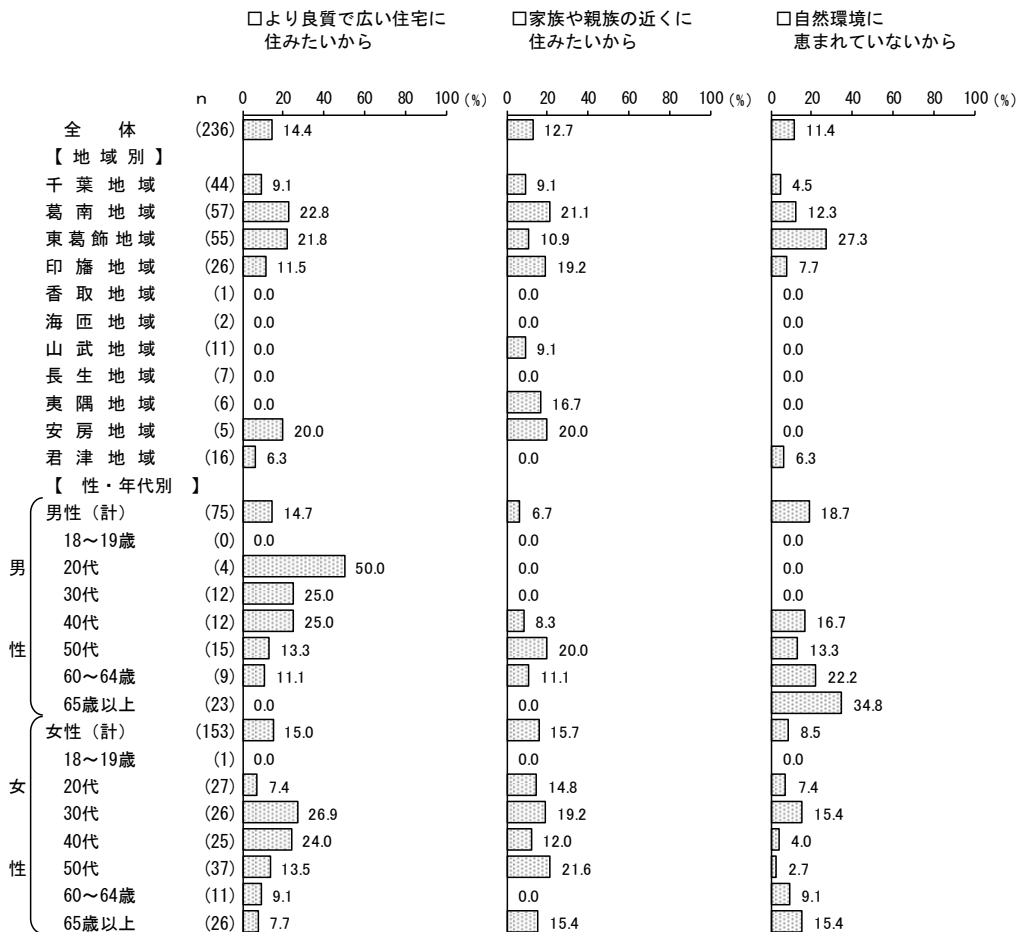 □より良質で広い住宅に
住みたいから
□家族や親族の近くに
住みたいから
□自然環境に
恵まれていないから
n 0 20 40 60 80 100 (%) 0 20 40 60 80 100 (%) 0 20 40 60 80 100 (%)
全体 (236) 14.4 12.7 11.4
【地域別】
千葉地域 (44) 9.1 9.1 4.5
葛南地域 (57) 22.8 21.1 12.3
東葛飾地域 (55) 21.8 10.9 27.3
印旛地域 (26) 11.5 19.2 7.7
香取地域 (1) 0.0 0.0 0.0
海匝地域 (2) 0.0 0.0 0.0
山武地域 (11) 0.0 9.1 0.0
長生地域 (7) 0.0 0.0 0.0
夷隅地域 (6) 0.0 16.7 0.0
安房地域 (5) 20.0 20.0 0.0
君津地域 (16) 6.3 0.0 6.3
【性・年代別】
男性（計） (75) 14.7 6.7 18.7
18～19歳 (0) 0.0 0.0 0.0
男 20代 (4) 50.0 0.0 0.0
30代 (12) 25.0 0.0 0.0
40代 (12) 25.0 8.3 16.7
性 50代 (15) 13.3 20.0 13.3
60～64歳 (9) 11.1 11.1 22.2
65歳以上 (23) 0.0 0.0 34.8
女性（計） (153) 15.0 15.7 8.5
18～19歳 (1) 0.0 0.0 0.0
女 20代 (27) 7.4 14.8 7.4
30代 (26) 26.9 19.2 15.4
40代 (25) 24.0 12.0 4.0
性 50代 (37) 13.5 21.6 2.7
60～64歳 (11) 9.1 0.0 9.1
65歳以上 (26) 7.7 15.4 15.4